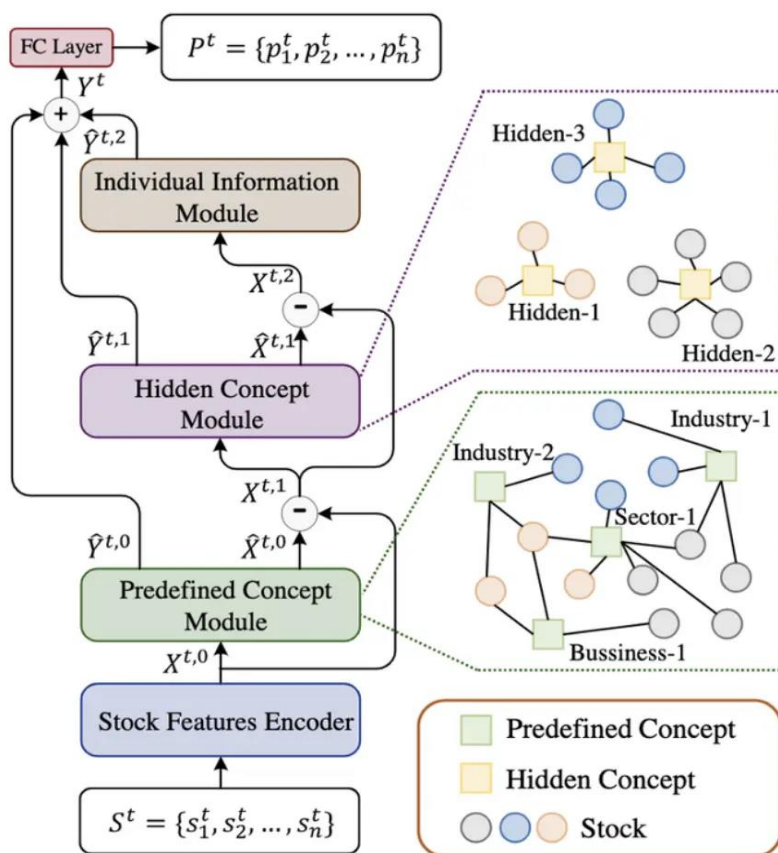 FC Layer
P^t = {p_1^t, p_2^t, …, p_n^t}
Y^t
+
Ŷ^{t,2}
Individual Information
Module
X^{t,2}
-
Ŷ^{t,1}
X̂^{t,1}
Hidden Concept
Module
X^{t,1}
-
Ŷ^{t,0}
X̂^{t,0}
Predefined Concept
Module
X^{t,0}
Stock Features Encoder
S^t = {s_1^t, s_2^t, …, s_n^t}
Hidden-3
Hidden-1
Hidden-2
Industry-1
Industry-2
Sector-1
Bussiness-1
Predefined Concept
Hidden Concept
Stock